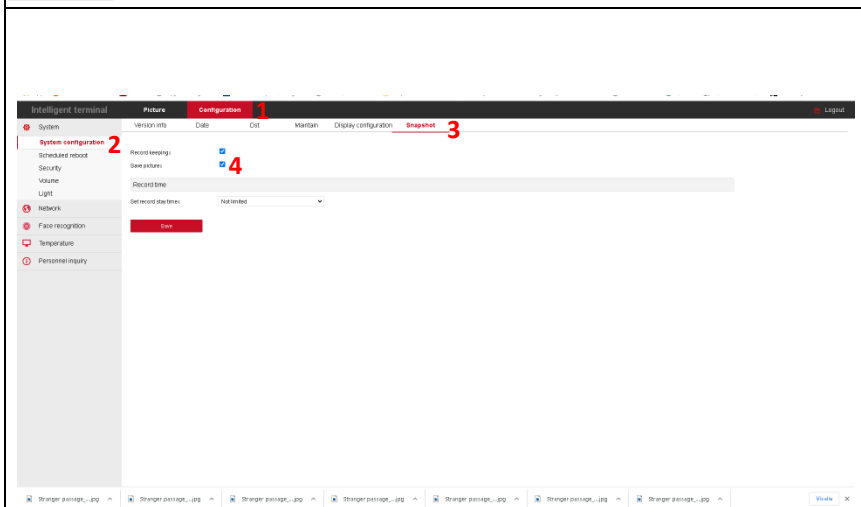 Intelligent terminal Picture Configuration 1 Logout
System Version info Date Dst Maintain Display configuration Snapshot 3
System configuration 2
Scheduled reboot Record keeping:
Security Save picture: 4
Volume Record time
Light
Network Set record stay time: Not limited
Face recognition Save
Temperature
Personnel inquiry
Stranger passage_...jpg Stranger passage_...jpg Stranger passage_...jpg Stranger passage_...jpg Stranger passage_...jpg Stranger passage_...jpg Stranger passage_...jpg